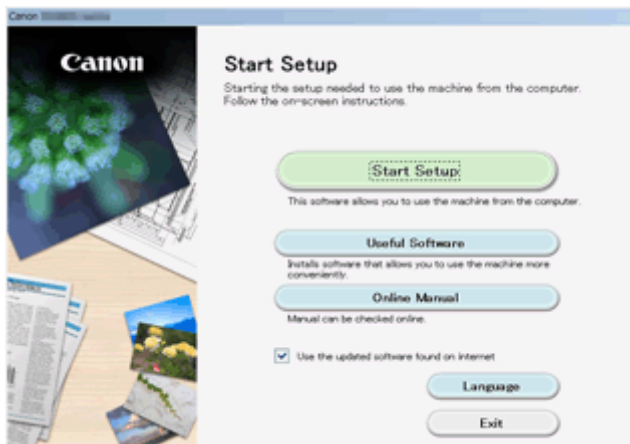 Canon
Canon
Start Setup
Starting the setup needed to use the machine from the computer.
Follow the on-screen instructions.
Start Setup
This software allows you to use the machine from the computer.
Useful Software
Installs software that allows you to use the machine more
conveniently.
Online Manual
Manual can be checked online.
Use the updated software found on internet
Language
Exit